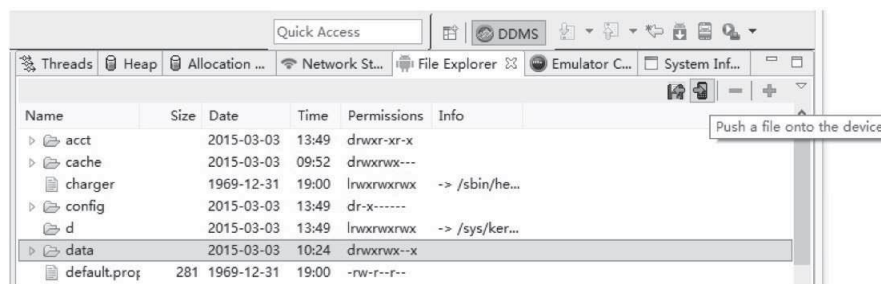 Quick Access DDMS
Threads Heap Allocation ... Network St... File Explorer Emulator C... System Inf...
Push a file onto the device
Name Size Date Time Permissions Info
acct 2015-03-03 13:49 drwxr-xr-x
cache 2015-03-03 09:52 drwxrwx---
charger 1969-12-31 19:00 lrwxrwxrwx -> /sbin/he...
config 2015-03-03 13:49 dr-x------
d 2015-03-03 13:49 lrwxrwxrwx -> /sys/ker...
data 2015-03-03 10:24 drwxrwx--x
default.prop 281 1969-12-31 19:00 -rw-r--r--